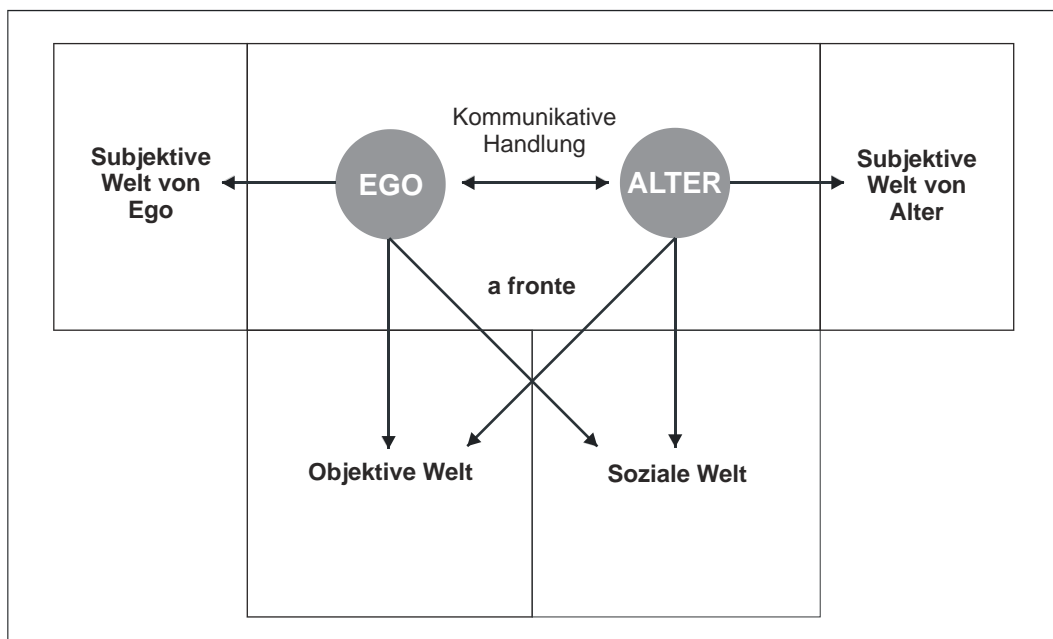 Kommunikative
Handlung
Subjektive
Welt von
Ego
EGO
ALTER
Subjektive
Welt von
Alter
a fronte
Objektive Welt
Soziale Welt